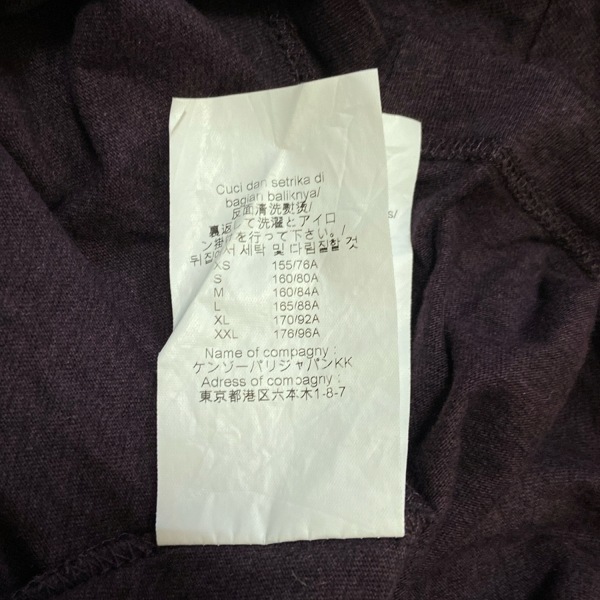 Cuci dan setrika di
bagian baliknya/
反面清洗熨烫/
裏返して洗濯とアイロ
ン掛けを行って下さい。/
뒤집어서 세탁 및 다림질할 것
XS 155/76A
S 160/80A
M 160/84A
L 165/88A
XL 170/92A
XXL 176/96A
Name of compagny :
ケンゾーパリジャパンKK
Adress of compagny :
東京都港区六本木1-8-7
s/